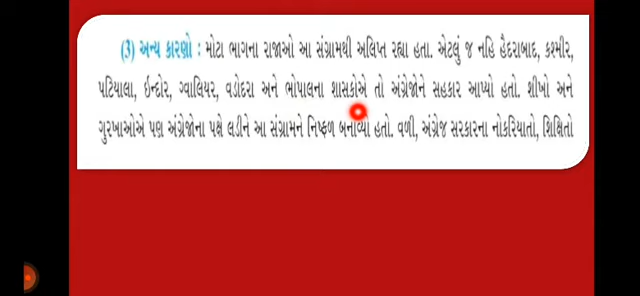 (3) અન્ય કારણો : મોટા ભાગના રાજાઓ આ સંગ્રામથી અલિપ્ત રહ્યા હતા. એટલું જ નહિ હૈદરાબાદ, કશ્મીર,
પટિયાલા, ઇન્દોર, ગ્વાલિયર, વડોદરા અને ભોપાલના શાસકોએ તો અંગ્રેજોને સહકાર આપ્યો હતો. શીખો અને
ગુરખાઓએ પણ અંગ્રેજોના પક્ષે લડીને આ સંગ્રામને નિષ્ફળ બનાવ્યો હતો. વળી, અંગ્રેજ સરકારના નોકરિયાતો, શિક્ષિતો